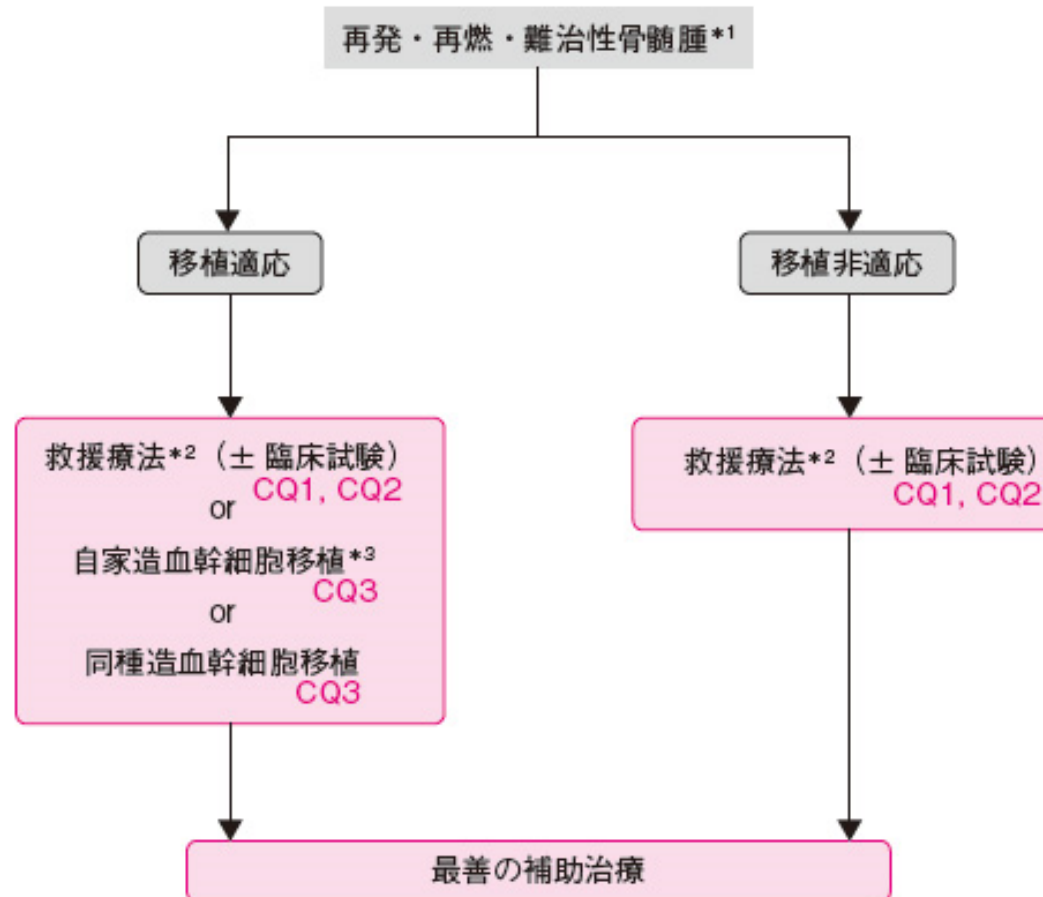 再発・再燃・難治性骨髄腫*1
移植適応
移植非適応
救援療法*2（± 臨床試験）
CQ1, CQ2
or
自家造血幹細胞移植*3
CQ3
or
同種造血幹細胞移植
CQ3
救援療法*2（± 臨床試験）
CQ1, CQ2
最善の補助治療